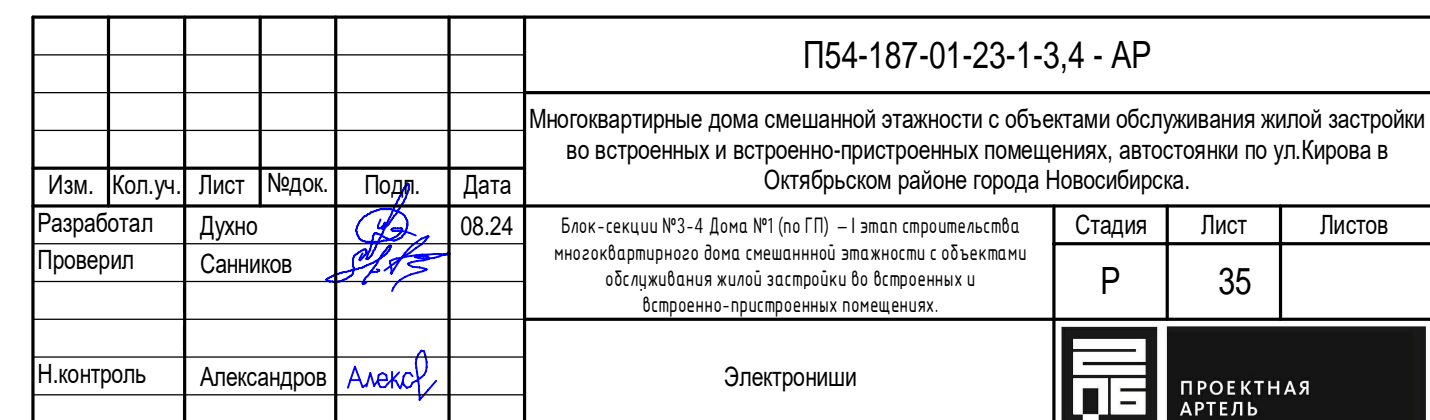 П54-187-01-23-1-3,4 - АР
Многоквартирные дома смешанной этажности с объектами обслуживания жилой застройки
во встроенных и встроенно-пристроенных помещениях, автостоянки по ул.Кирова в
Октябрьском районе города Новосибирска.
Изм. Кол.уч. Лист №док. Подп. Дата
Разработал Духно 08.24
Проверил Санников
Н.контроль Александров Алекс
Блок-секции №3-4 Дома №1 (по ГП) – I этап строительства
многоквартирного дома смешаннной этажности с объектами
обслуживания жилой застройки во встроенных и
встроенно-пристроенных помещениях.
Стадия Лист Листов
Р 35
Электрониши
ПРОЕКТНАЯ
АРТЕЛЬ